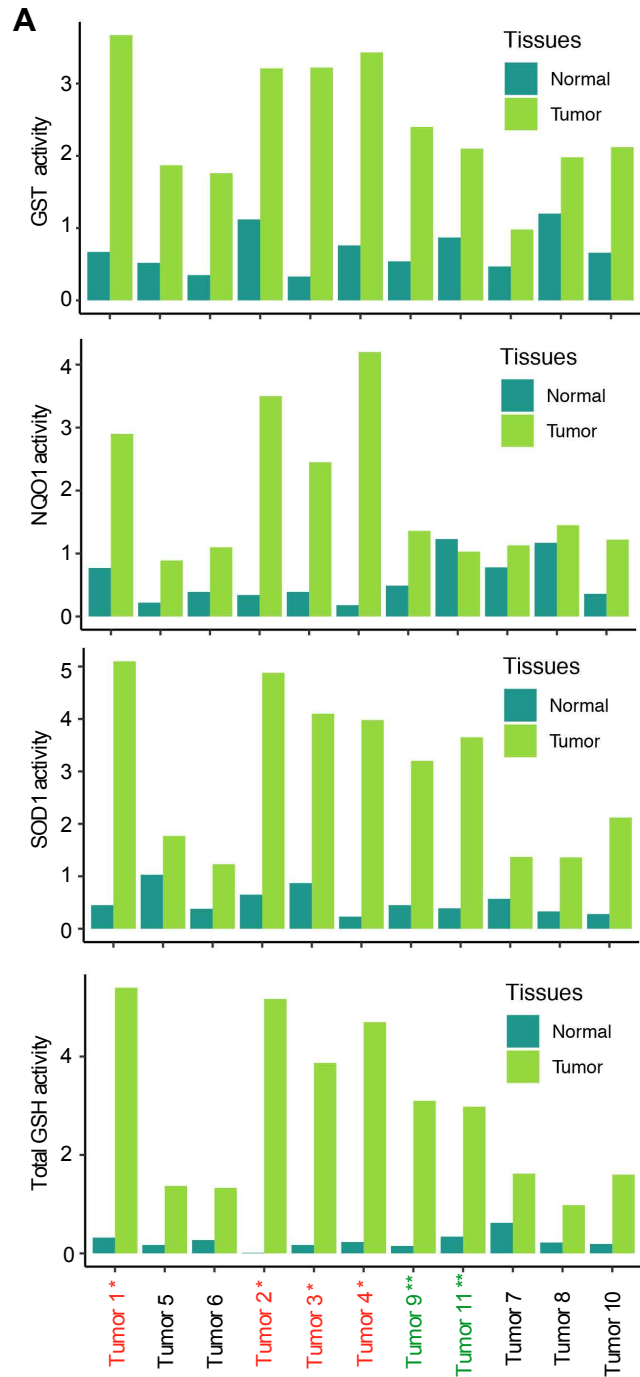 A
GST activity
3
2
1
0
Tissues
Normal
Tumor
NQO1 activity
4
3
2
1
0
Tissues
Normal
Tumor
SOD1 activity
5
4
3
2
1
0
Tissues
Normal
Tumor
Total GSH activity
4
2
0
Tissues
Normal
Tumor
Tumor 1 *
Tumor 5
Tumor 6
Tumor 2 *
Tumor 3 *
Tumor 4 *
Tumor 9 **
Tumor 11 **
Tumor 7
Tumor 8
Tumor 10